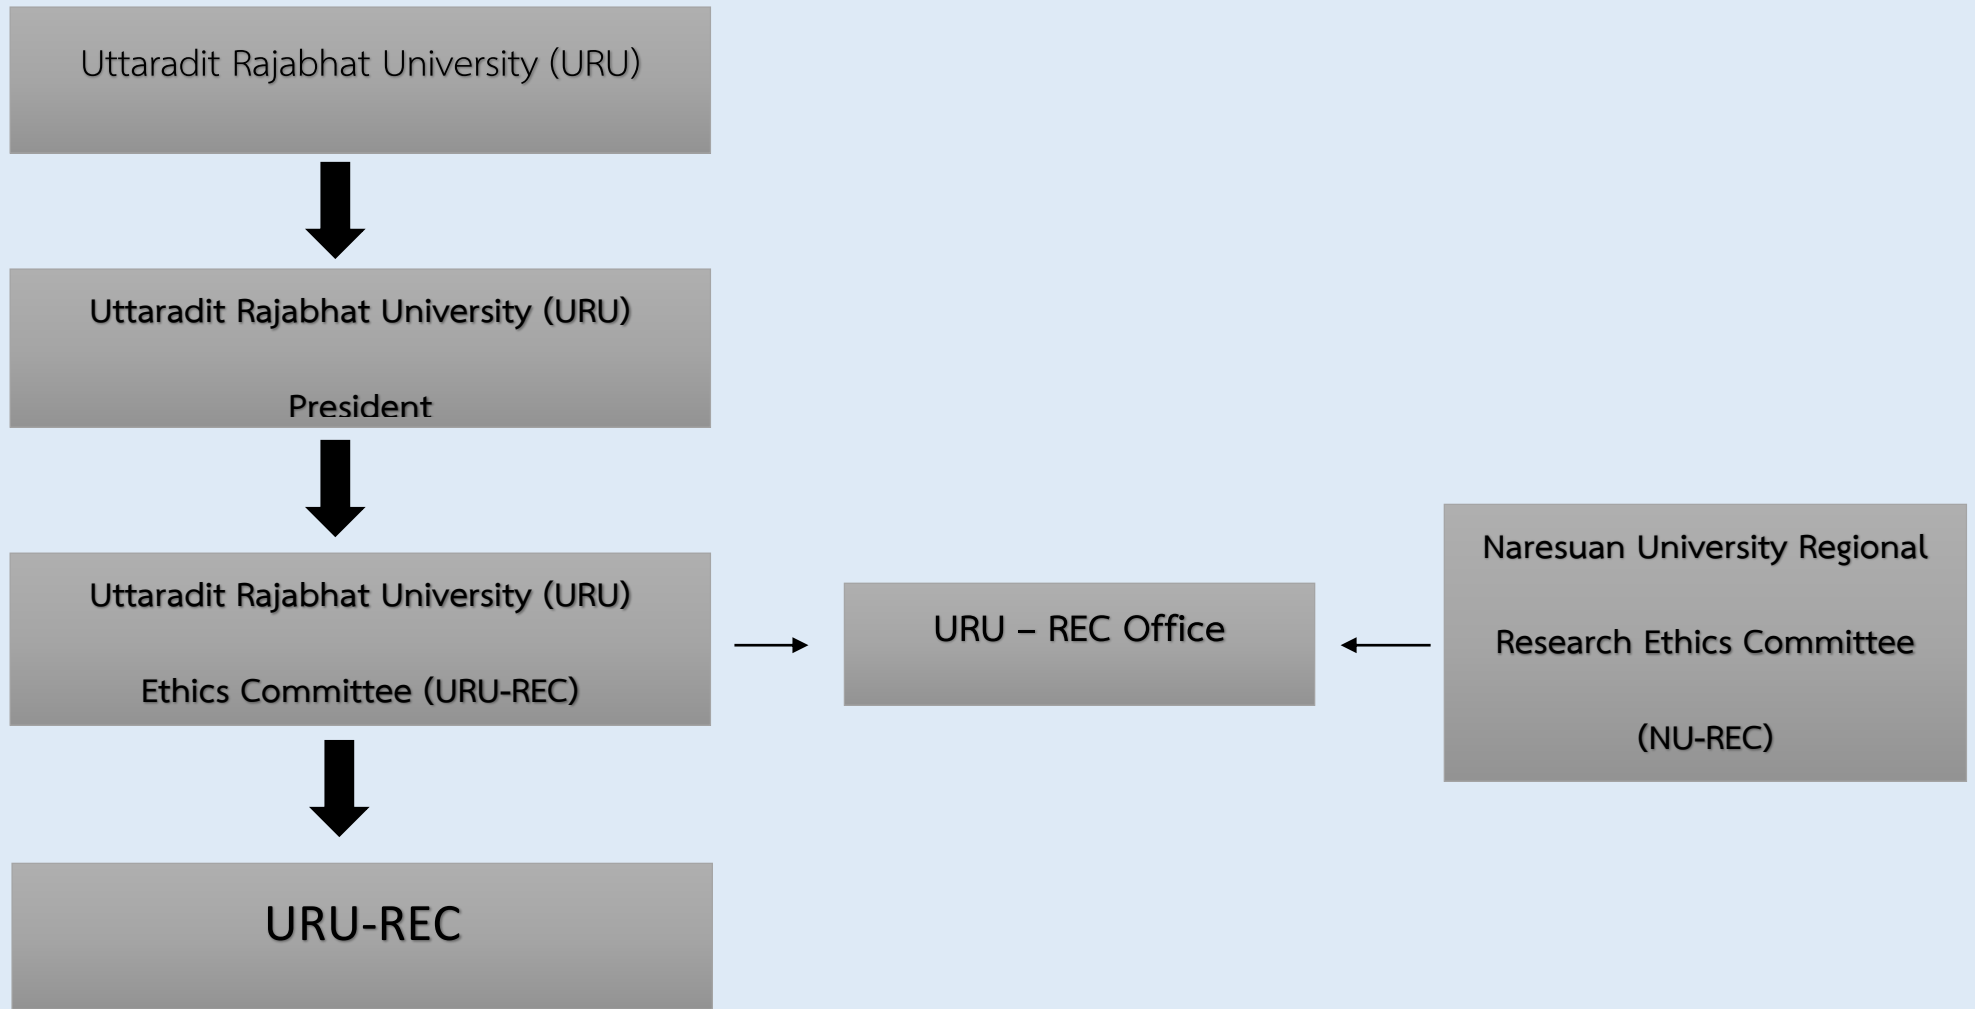 Uttaradit Rajabhat University (URU)
Uttaradit Rajabhat University (URU)
President
Uttaradit Rajabhat University (URU)
Ethics Committee (URU-REC)
URU – REC Office
Naresuan University Regional
Research Ethics Committee
(NU-REC)
URU-REC